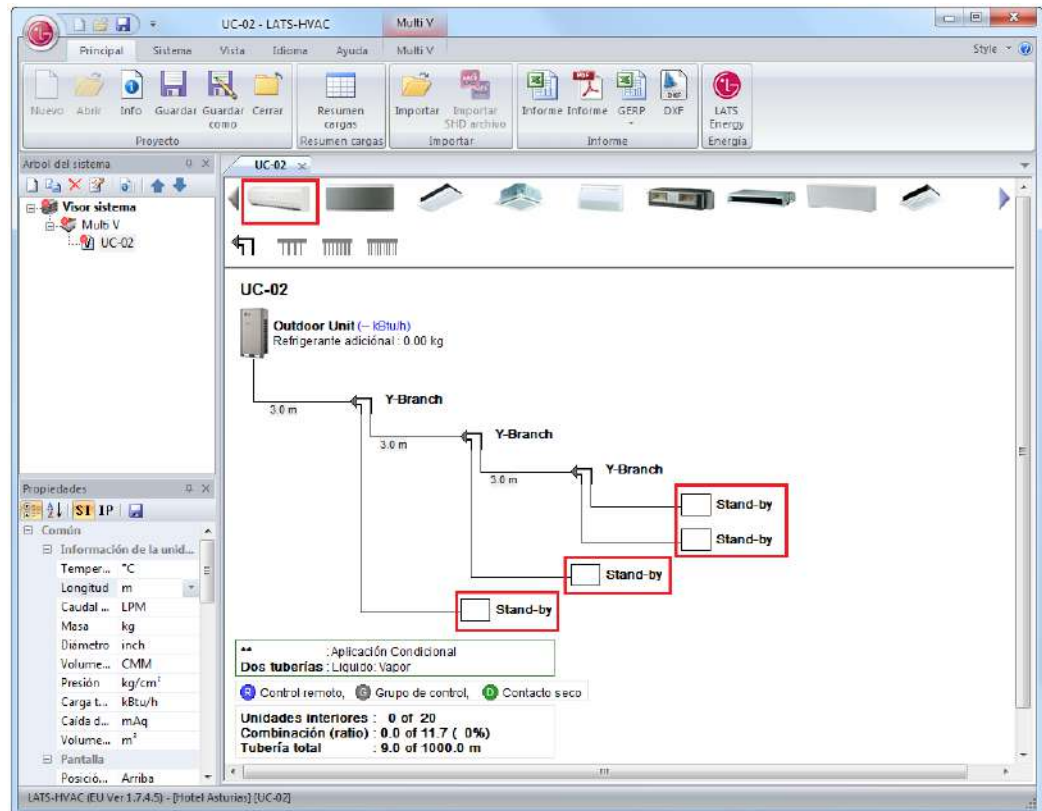 UC-02 - LATS-HVAC
Multi V
Principal Sistema Vista Idioma Ayuda Multi V
Style
Nuevo Abrir Info Guardar Guardar como Cerrar
Resumen cargas
Importar Importar SHD archivo
Informe Informe GERP DXF
LATS Energy
Proyecto
Resumen cargas
Importar
Informe
Energía
Arbol del sistema
UC-02
Visor sistema
Multi V
UC-02
UC-02
Outdoor Unit (-- kBtu/h)
Refrigerante adiciónal : 0.00 kg
3.0 m
Y-Branch
3.0 m
Y-Branch
3.0 m
Y-Branch
Stand-by
Stand-by
Stand-by
Stand-by
** :Aplicación Condicional
Dos tuberías : Líquido: Vapor
R Control remoto, G Grupo de control, D Contacto seco
Unidades interiores : 0 of 20
Combinación (ratio) : 0.0 of 11.7 ( 0%)
Tubería total : 9.0 of 1000.0 m
Propiedades
SI IP
Común
Información de la unid...
Temper... °C
Longitud m
Caudal ... LPM
Masa kg
Diámetro inch
Volume... CMM
Presión kg/cm²
Carga t... kBtu/h
Caída d... mAq
Volume... m³
Pantalla
Posició... Arriba
LATS-HVAC (EU Ver 1.7.4.5) - [Hotel Asturias] [UC-02]